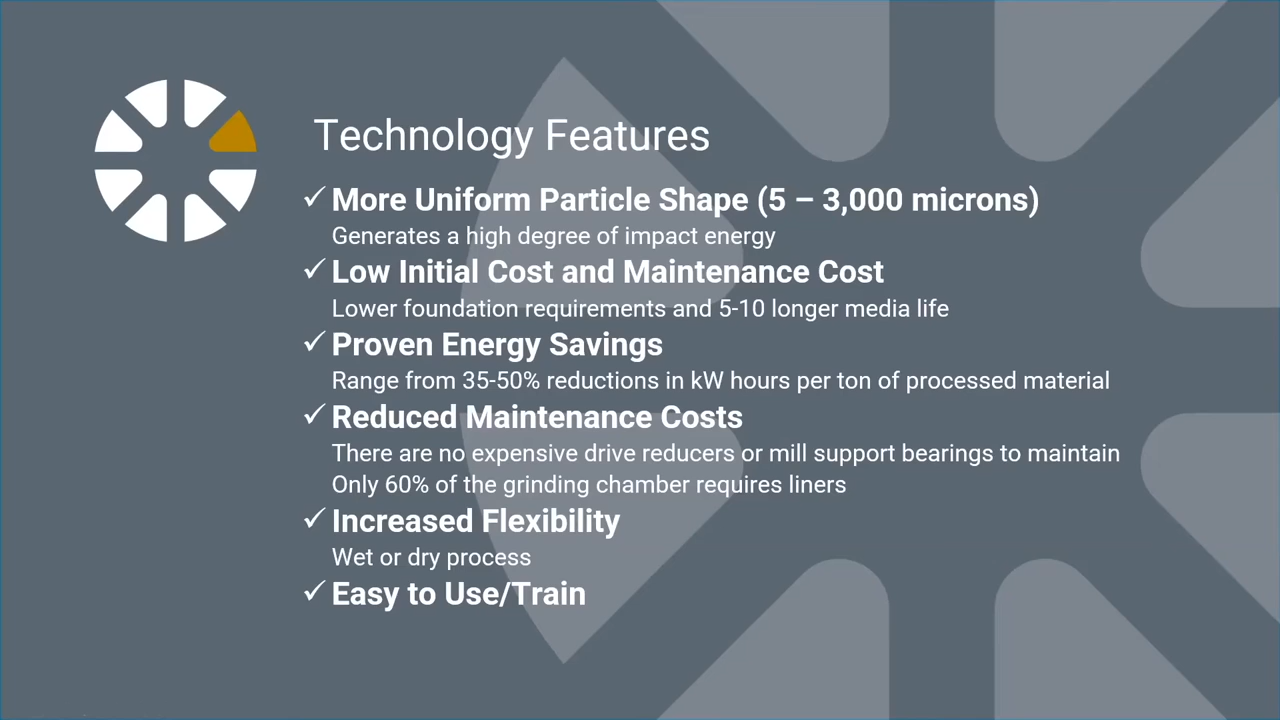 Technology Features
✓ More Uniform Particle Shape (5 – 3,000 microns)
Generates a high degree of impact energy
✓ Low Initial Cost and Maintenance Cost
Lower foundation requirements and 5-10 longer media life
✓ Proven Energy Savings
Range from 35-50% reductions in kW hours per ton of processed material
✓ Reduced Maintenance Costs
There are no expensive drive reducers or mill support bearings to maintain
Only 60% of the grinding chamber requires liners
✓ Increased Flexibility
Wet or dry process
✓ Easy to Use/Train